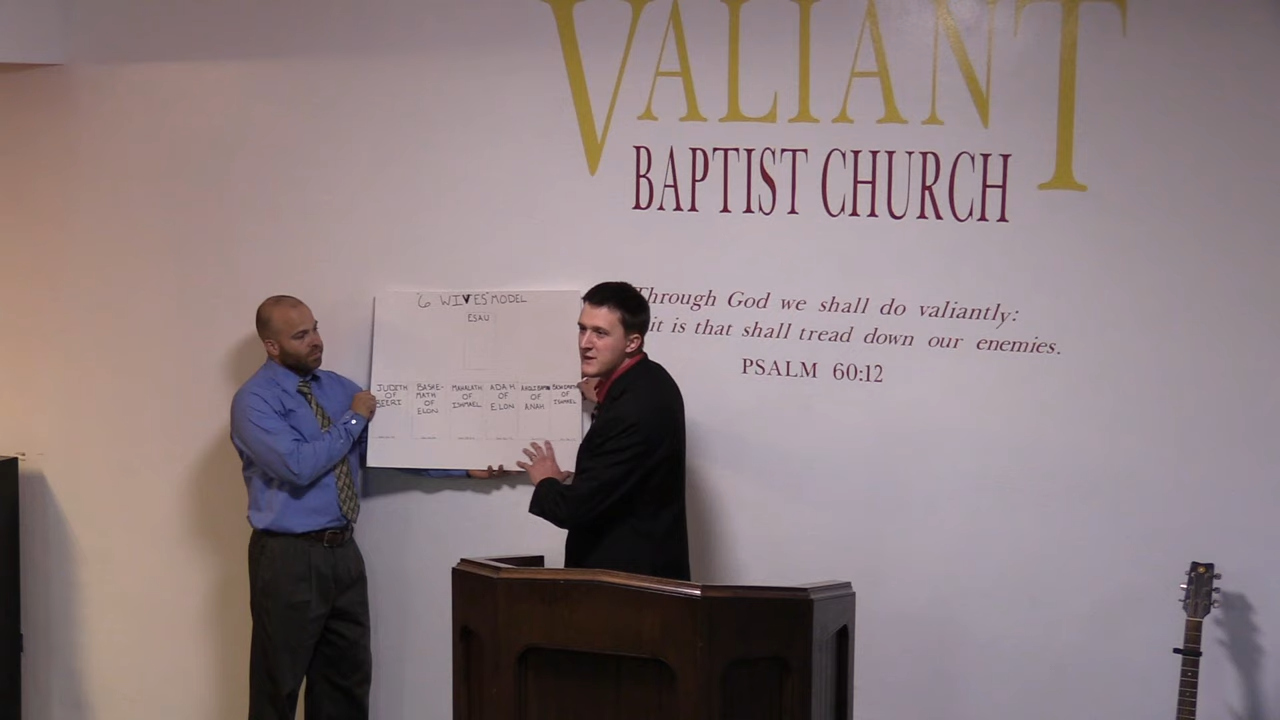 VALIANT
BAPTIST CHURCH
Through God we shall do valiantly:
it is that shall tread down our enemies.
PSALM 60:12
"6 WIVES" MODEL
ESAU
JUDITH
OF
BEERI
BASHE-
MATH
OF
ELON
MAHALATH
OF
ISHMAEL
ADAH
OF
ELON
OF
ANAH
OF
ISHMAEL